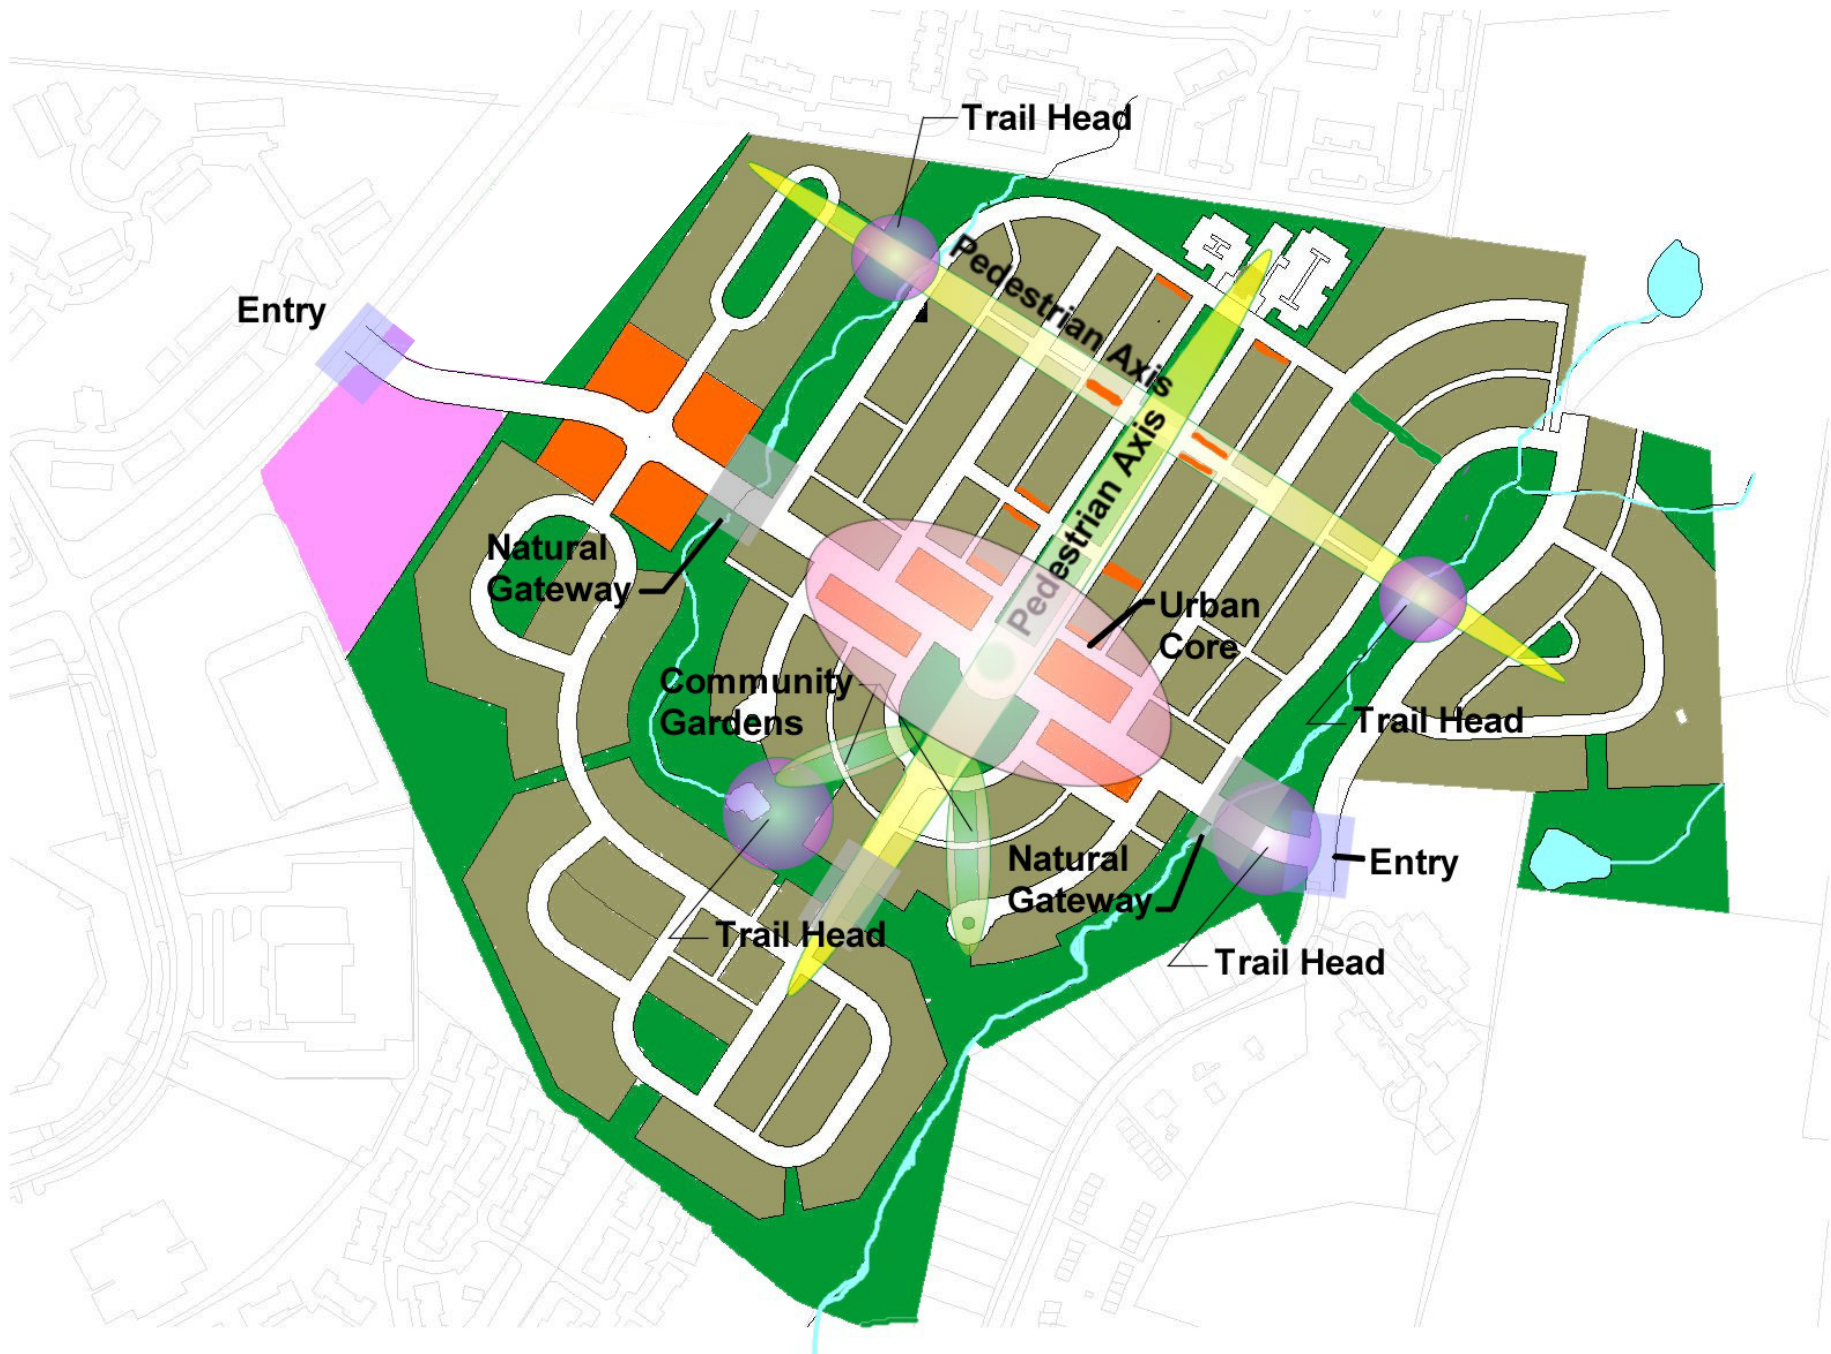 Trail Head
Pedestrian Axis
Entry
Pedestrian Axis
Natural
Gateway
Urban
Core
Community
Gardens
Trail Head
Natural
Gateway
Entry
Trail Head
Trail Head